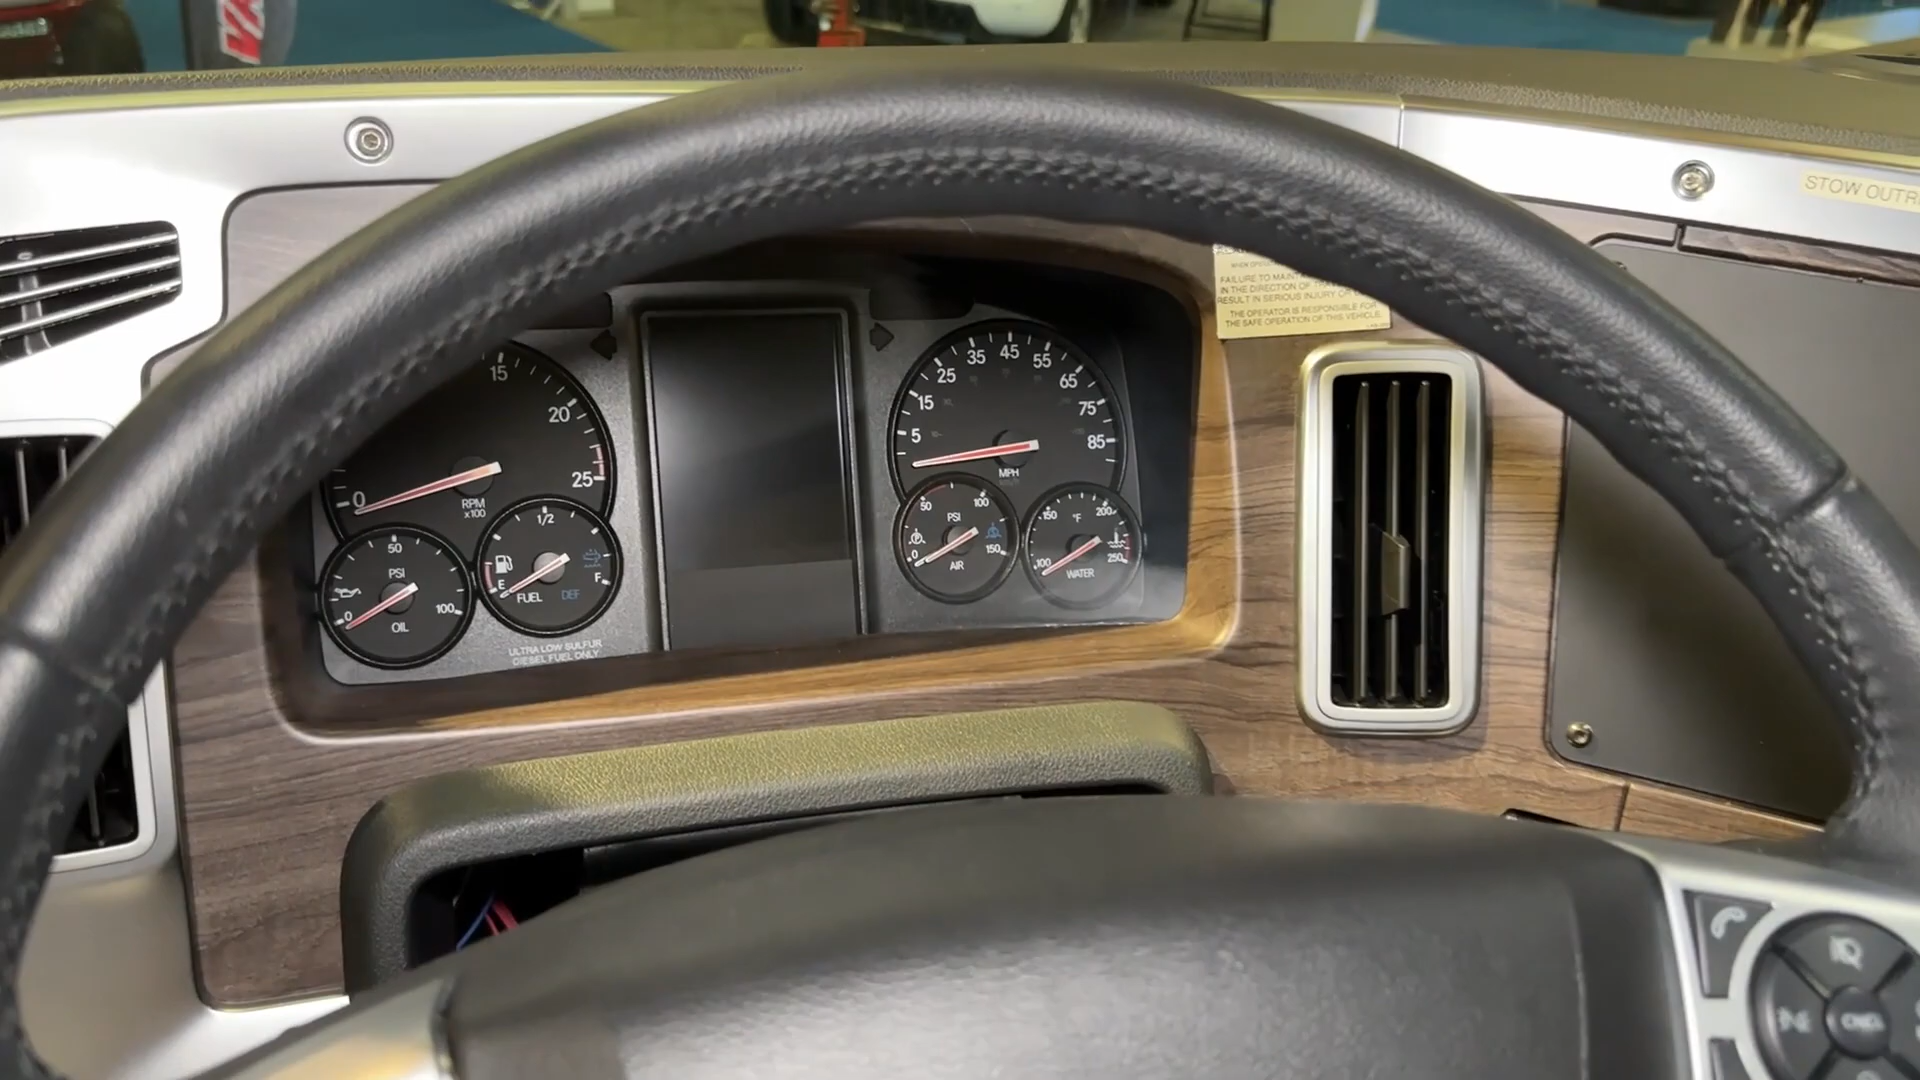 STOW OUTR
FAILURE TO MAINT
IN THE DIRECTION OF
RESULT IN SERIOUS INJURY
THE OPERATOR IS RESPONSIBLE FOR
THE SAFE OPERATION OF THIS VEHICLE.
15
20
25
0
RPM
x100
5
15
25
35
45
55
65
75
85
MPH
50
PSI
0
100
OIL
1/2
E
F
FUEL
DEF
ULTRA LOW SULFUR
DIESEL FUEL ONLY
50
100
PSI
0
150
AIR
150
200
°F
100
250
WATER
CNCL